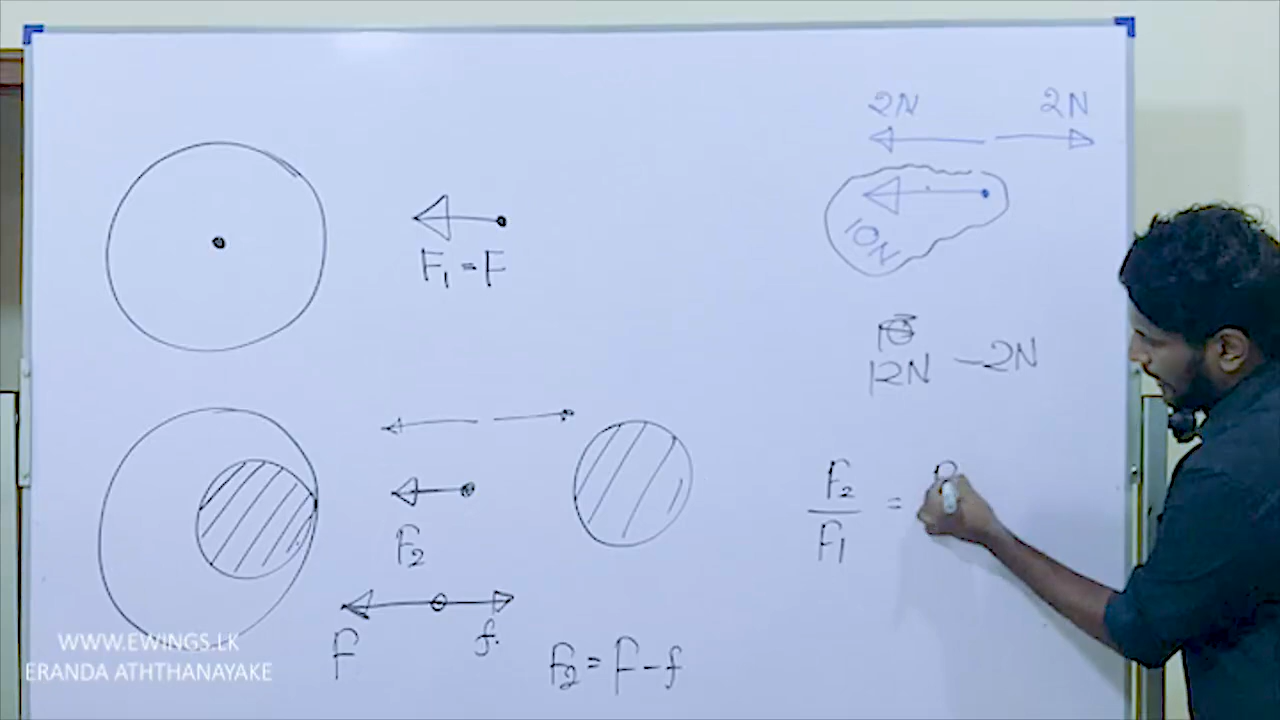 2N 2N
10N
F₁ = F
12N - 2N
F₂
F f
F₂ = F - f
F₂/F₁ =
WWW.EWINGS.LK
ERANDA ATHTHANAYAKE